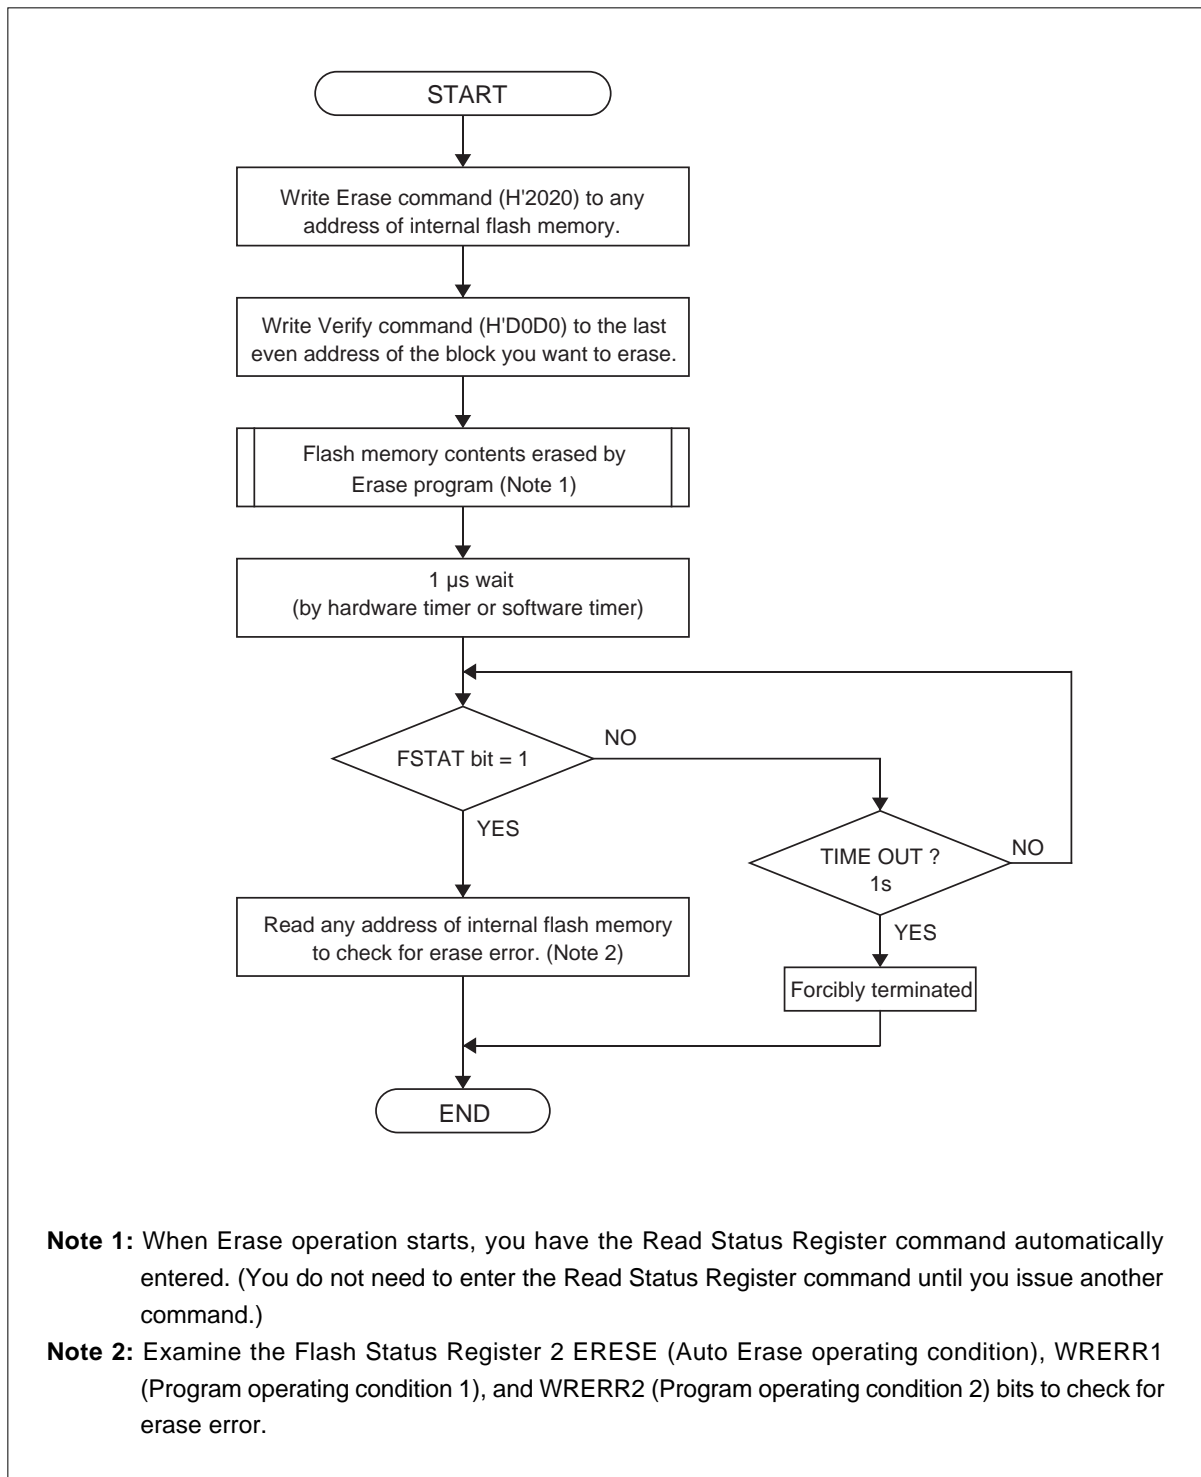 START
Write Erase command (H'2020) to any
address of internal flash memory.
Write Verify command (H'D0D0) to the last
even address of the block you want to erase.
Flash memory contents erased by
Erase program (Note 1)
1 µs wait
(by hardware timer or software timer)
FSTAT bit = 1
NO
YES
TIME OUT ?
1s
NO
YES
Read any address of internal flash memory
to check for erase error. (Note 2)
Forcibly terminated
END
Note 1: When Erase operation starts, you have the Read Status Register command automatically
entered. (You do not need to enter the Read Status Register command until you issue another
command.)
Note 2: Examine the Flash Status Register 2 ERESE (Auto Erase operating condition), WRERR1
(Program operating condition 1), and WRERR2 (Program operating condition 2) bits to check for
erase error.